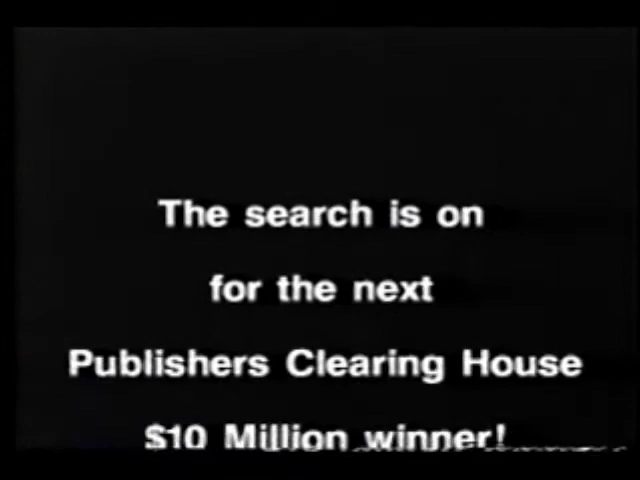 The search is on
for the next
Publishers Clearing House
$10 Million winner!